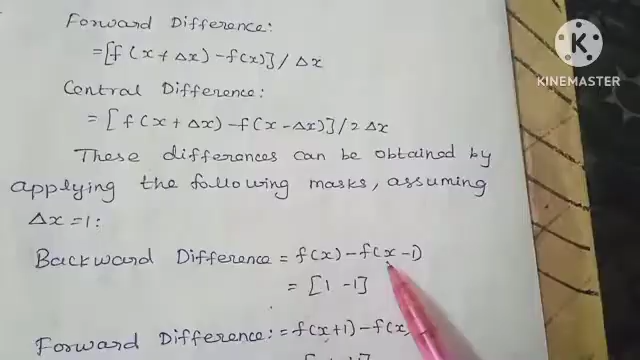 Forward Difference:
= [f(x+Δx) - f(x)] / Δx
Central Difference:
= [f(x+Δx) - f(x-Δx)] / 2Δx
These differences can be obtained by
applying the following masks, assuming
Δx = 1:
Backward Difference = f(x) - f(x-1)
= [1 -1]
Forward Difference: = f(x+1) - f(x
KINEMASTER